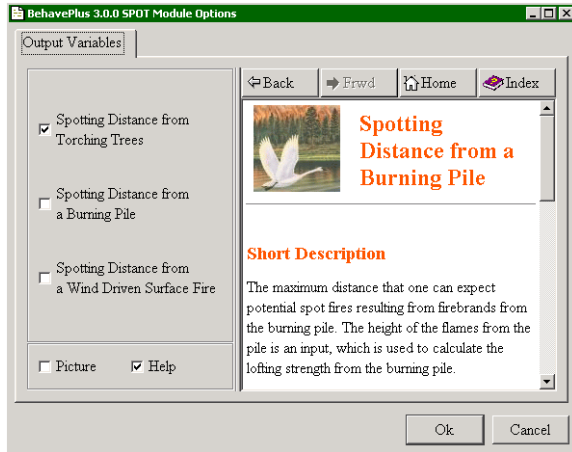 BehavePlus 3.0.0 SPOT Module Options
Output Variables
Spotting Distance from
Torching Trees
Spotting Distance from
a Burning Pile
Spotting Distance from
a Wind Driven Surface Fire
Picture
Help
Back
Frwd
Home
Index
Spotting
Distance from a
Burning Pile
Short Description
The maximum distance that one can expect
potential spot fires resulting from firebrands from
the burning pile. The height of the flames from the
pile is an input, which is used to calculate the
lofting strength from the burning pile.
Ok
Cancel